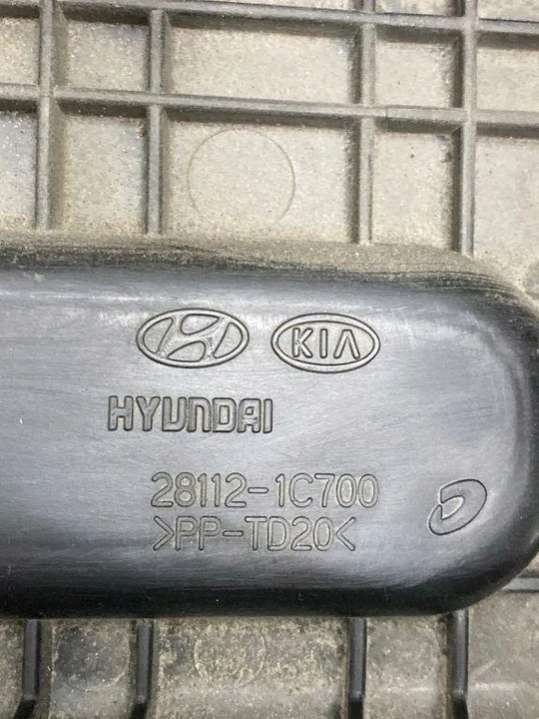 KIA
HYUNDAI
28112-1C700
>PP-TD20<